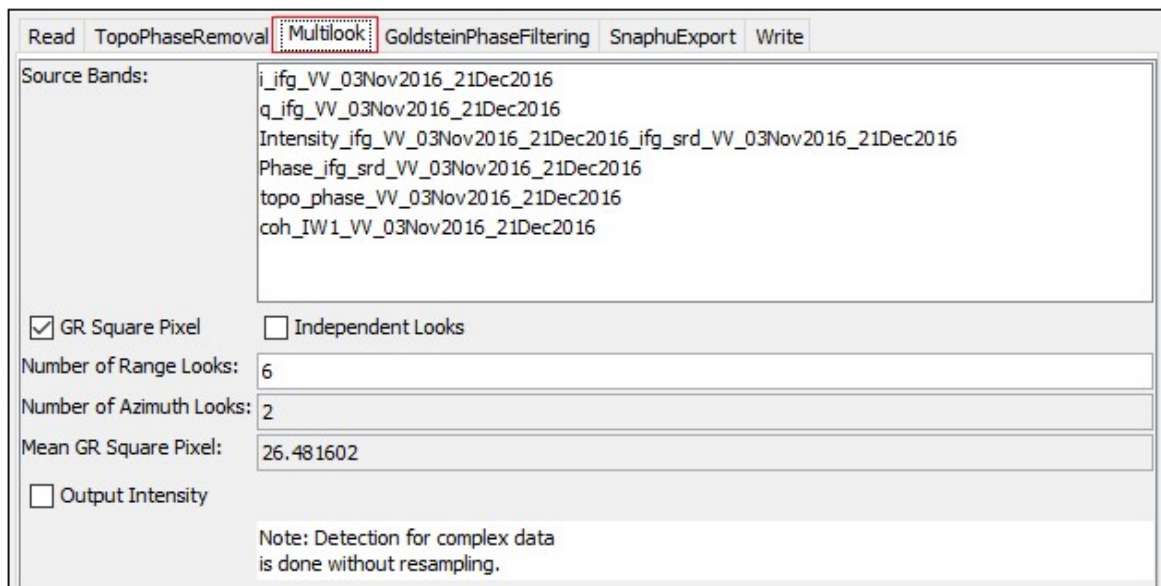 Read TopoPhaseRemoval Multilook GoldsteinPhaseFiltering SnaphuExport Write
Source Bands:
i_ifg_VV_03Nov2016_21Dec2016
q_ifg_VV_03Nov2016_21Dec2016
Intensity_ifg_VV_03Nov2016_21Dec2016_ifg_srd_VV_03Nov2016_21Dec2016
Phase_ifg_srd_VV_03Nov2016_21Dec2016
topo_phase_VV_03Nov2016_21Dec2016
coh_IW1_VV_03Nov2016_21Dec2016
GR Square Pixel Independent Looks
Number of Range Looks: 6
Number of Azimuth Looks: 2
Mean GR Square Pixel: 26.481602
Output Intensity
Note: Detection for complex data
is done without resampling.